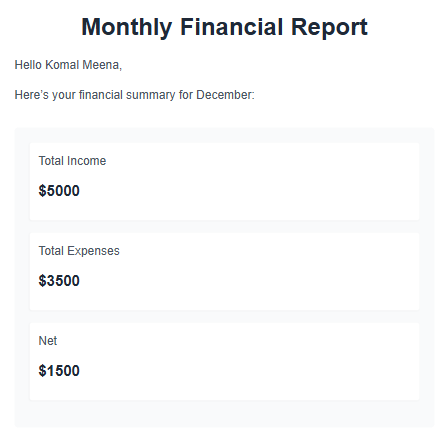 Monthly Financial Report
Hello Komal Meena,
Here's your financial summary for December:
Total Income
$5000
Total Expenses
$3500
Net
$1500